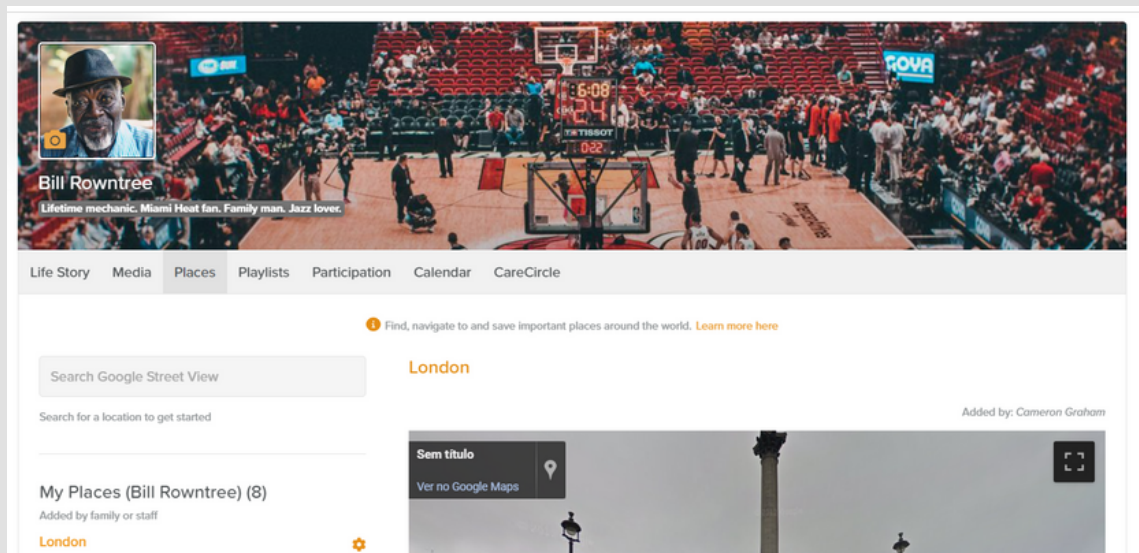 FOX SPORTS SUN
GOYA
6:08
24
TISSOT
0:22
Bill Rowntree
Lifetime mechanic. Miami Heat fan. Family man. Jazz lover.
Life Story Media Places Playlists Participation Calendar CareCircle
Find, navigate to and save important places around the world. Learn more here
Search Google Street View
London
Search for a location to get started
Added by: Cameron Graham
Sem título
Ver no Google Maps
My Places (Bill Rowntree) (8)
Added by family or staff
London